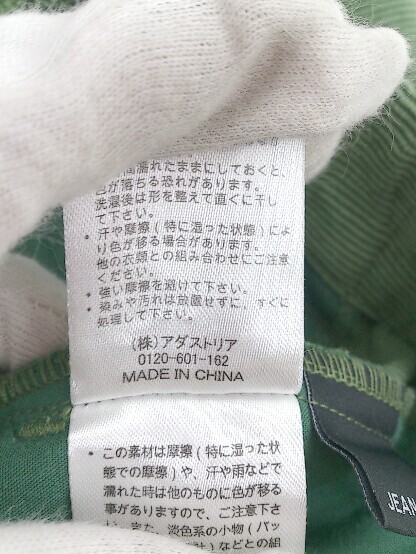 間濡れたままにしておくと、
色が落ちる恐れがあります。
洗濯後は形を整えて直ぐに干し
て下さい。
・汗や摩擦(特に湿った状態)によ
り色が移る場合があります。
他の衣類との組み合わせにご注意
ください。
・強い摩擦を避けて下さい。
・染みや汚れは放置せずに、すぐに
処理して下さい。
(株)アダストリア
0120-601-162
MADE IN CHINA
・この素材は摩擦(特に湿った状
態での摩擦)や、汗や雨などで
濡れた時は他のものに色が移る
事がありますので、ご注意下さ
い。また、淡色系の小物(バッ
などとの組
JEAN